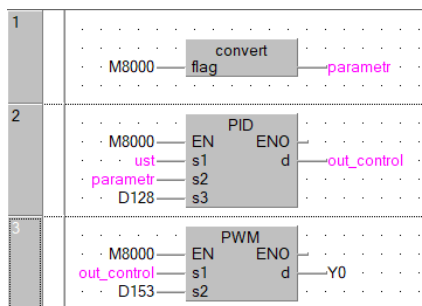 1
convert
M8000 flag parametr
2
PID
M8000 EN ENO
ust s1 d out_control
parametr s2
D128 s3
3
PWM
M8000 EN ENO
out_control s1 d Y0
D153 s2